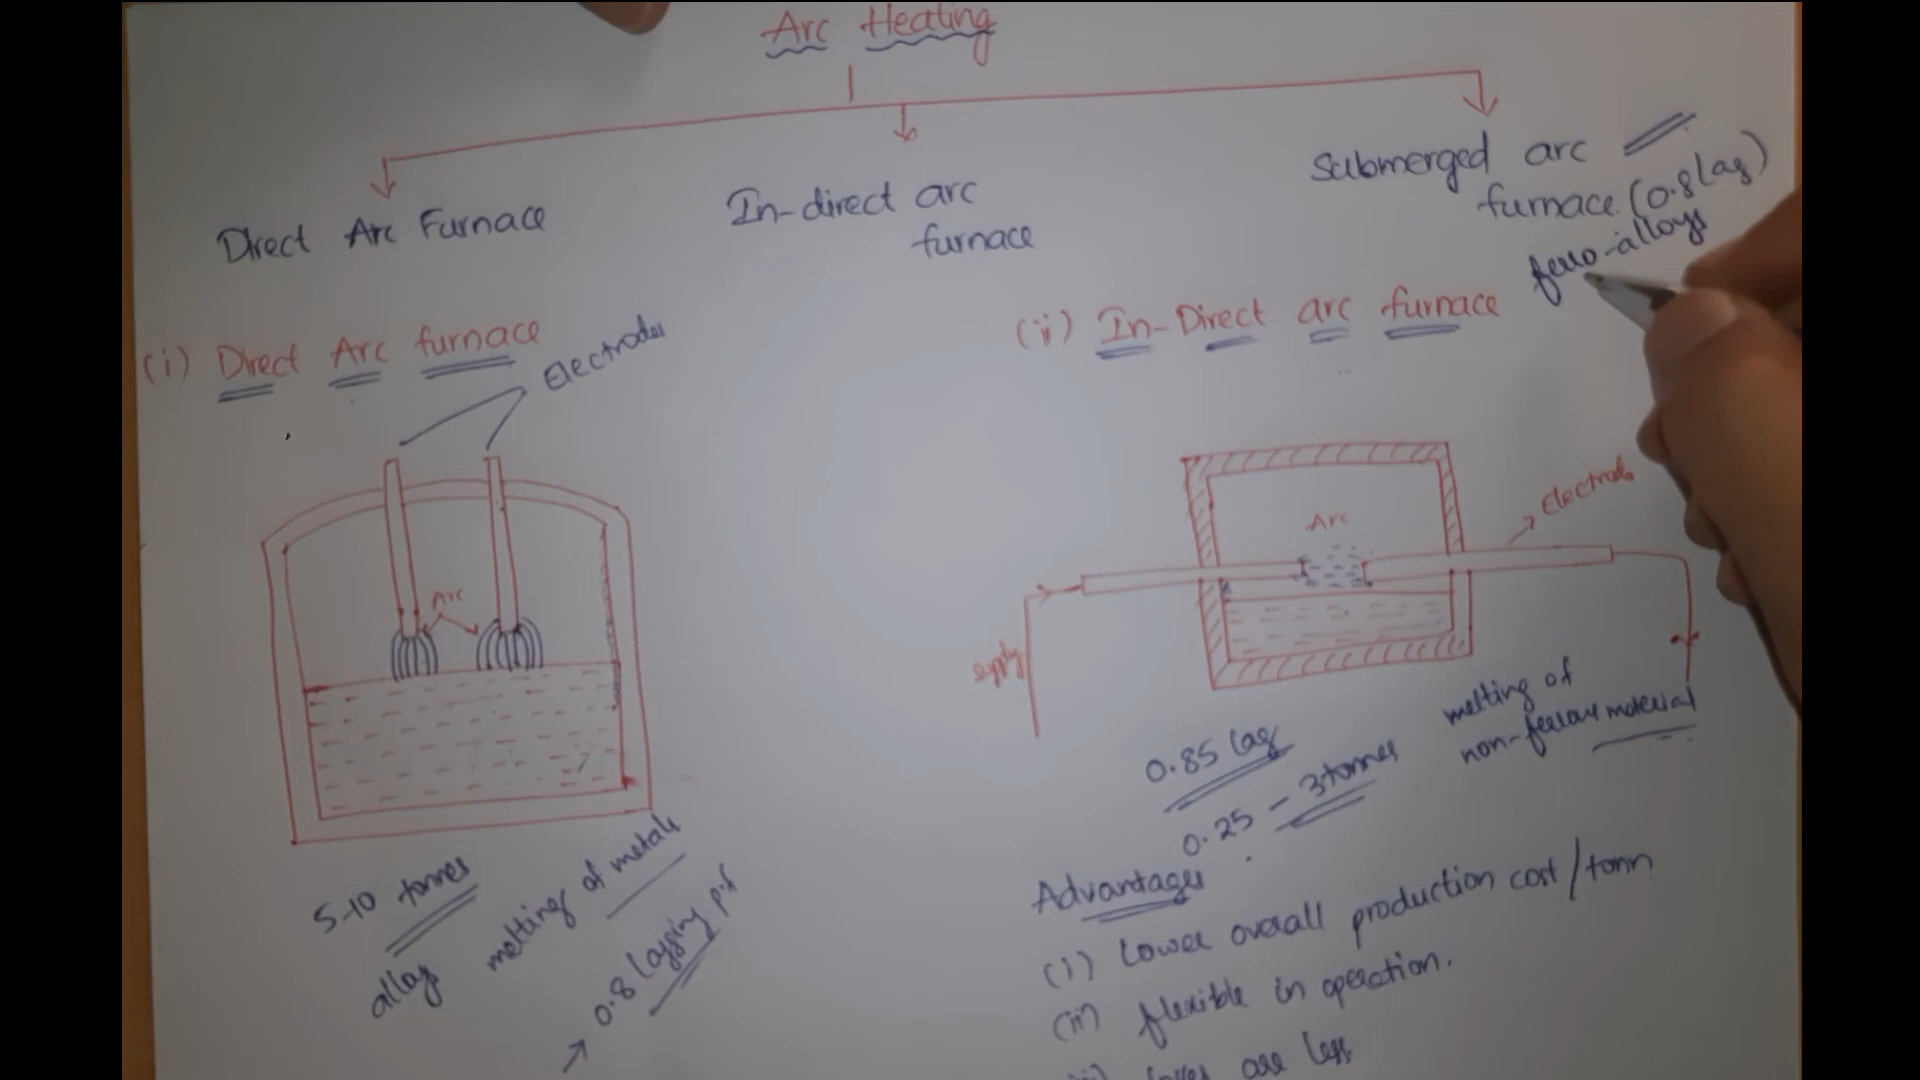 Arc Heating
Direct Arc Furnace
In-direct arc
furnace
Submerged arc
furnace (0.8 lag)
ferro-alloys
(i) Direct Arc furnace
Electrodes
Arc
5-10 tonnes
alloy
melting of metals
→ 0.8 lagging p.f
(ii) In-Direct arc furnace
Arc
Electrode
supply
0.85 lag
0.25 - 3 tonnes
melting of
non-ferrous material
Advantages
(i) Lower overall production cost/tonn
(ii) flexible in operation.
are less